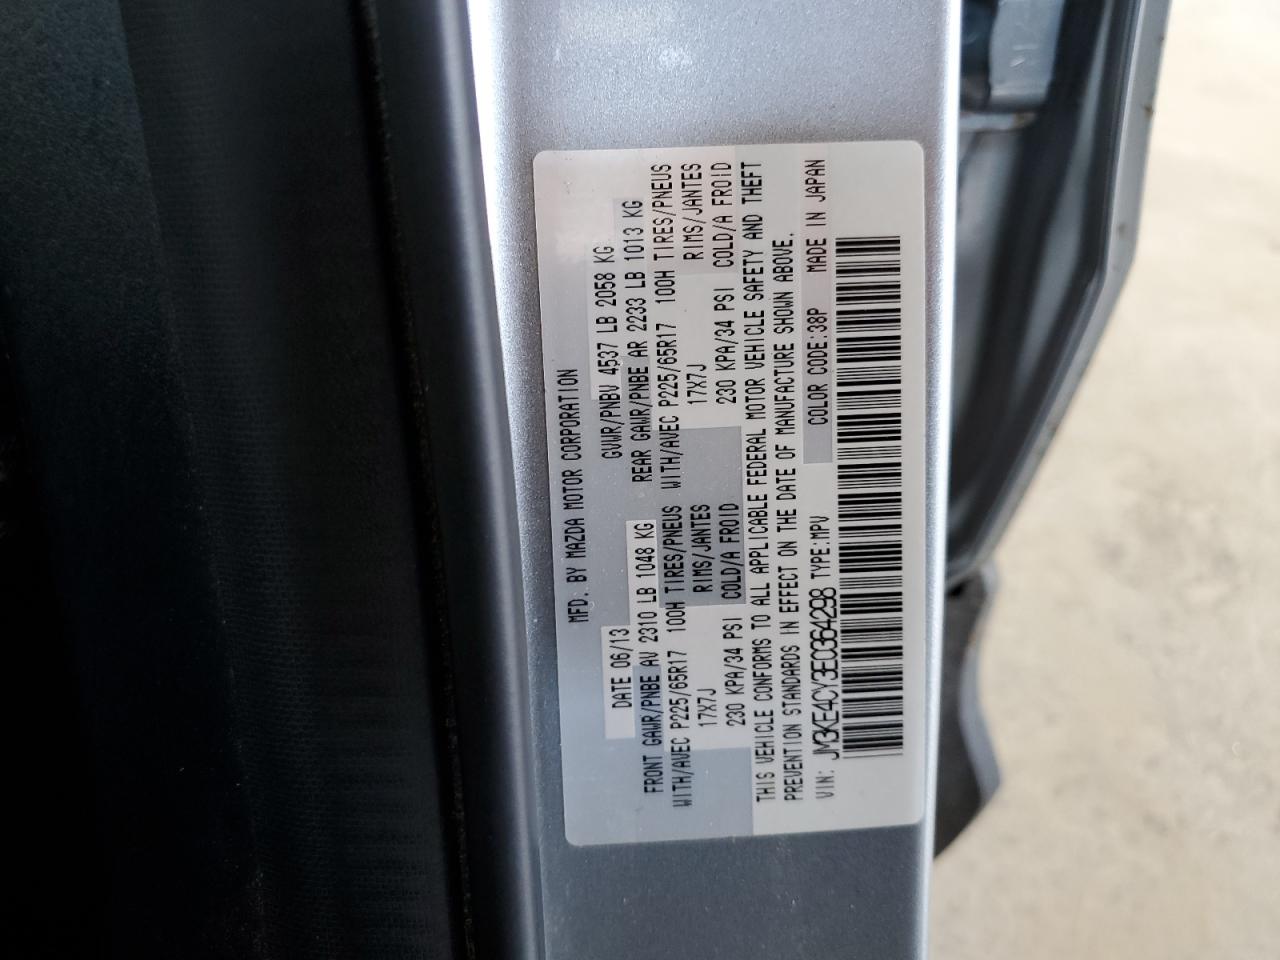 MFD. BY MAZDA MOTOR CORPORATION
DATE 06/13 GVWR/PNBV 4537 LB 2058 KG
FRONT GAWR/PNBE AV 2310 LB 1048 KG REAR GAWR/PNBE AR 2233 LB 1013 KG
WITH/AVEC P225/65R17 100H TIRES/PNEUS WITH/AVEC P225/65R17 100H TIRES/PNEUS
17X7J RIMS/JANTES 17X7J RIMS/JANTES
230 KPA/34 PSI COLD/A FROID 230 KPA/34 PSI COLD/A FROID
THIS VEHICLE CONFORMS TO ALL APPLICABLE FEDERAL MOTOR VEHICLE SAFETY AND THEFT
PREVENTION STANDARDS IN EFFECT ON THE DATE OF MANUFACTURE SHOWN ABOVE.
VIN: JM3KE4CY3E0364298 TYPE:MPV COLOR CODE:38P MADE IN JAPAN